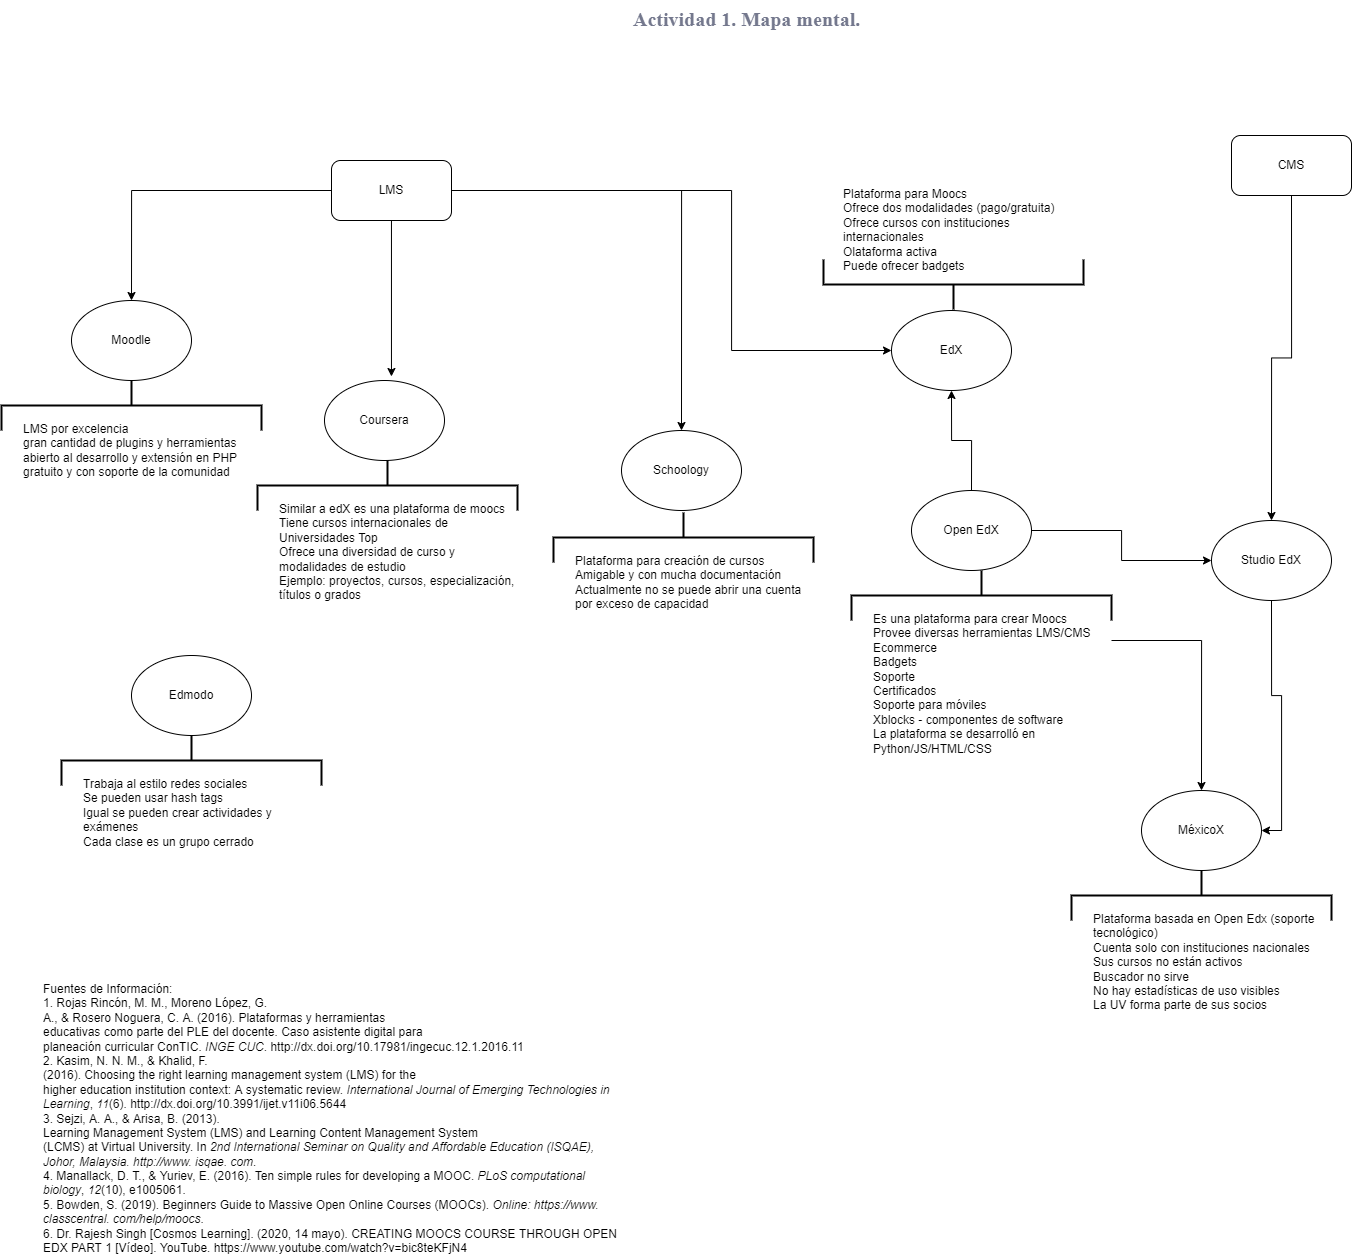 Actividad 1. Mapa mental.
LMS
CMS
Plataforma para Moocs
Ofrece dos modalidades (pago/gratuita)
Ofrece cursos con instituciones
internacionales
Olataforma activa
Puede ofrecer badgets
Moodle
EdX
LMS por excelencia
gran cantidad de plugins y herramientas
abierto al desarrollo y extensión en PHP
gratuito y con soporte de la comunidad
Coursera
Similar a edX es una plataforma de moocs
Tiene cursos internacionales de
Universidades Top
Ofrece una diversidad de curso y
modalidades de estudio
Ejemplo: proyectos, cursos, especialización,
títulos o grados
Schoology
Plataforma para creación de cursos
Amigable y con mucha documentación
Actualmente no se puede abrir una cuenta
por exceso de capacidad
Open EdX
Studio EdX
Es una plataforma para crear Moocs
Provee diversas herramientas LMS/CMS
Ecommerce
Badgets
Soporte
Certificados
Soporte para móviles
Xblocks - componentes de software
La plataforma se desarrolló en
Python/JS/HTML/CSS
Edmodo
Trabaja al estilo redes sociales
Se pueden usar hash tags
Igual se pueden crear actividades y
exámenes
Cada clase es un grupo cerrado
MéxicoX
Plataforma basada en Open Edx (soporte
tecnológico)
Cuenta solo con instituciones nacionales
Sus cursos no están activos
Buscador no sirve
No hay estadísticas de uso visibles
La UV forma parte de sus socios
Fuentes de Información:
1. Rojas Rincón, M. M., Moreno López, G.
A., & Rosero Noguera, C. A. (2016). Plataformas y herramientas
educativas como parte del PLE del docente. Caso asistente digital para
planeación curricular ConTIC. INGE CUC. http://dx.doi.org/10.17981/ingecuc.12.1.2016.11
2. Kasim, N. N. M., & Khalid, F.
(2016). Choosing the right learning management system (LMS) for the
higher education institution context: A systematic review. International Journal of Emerging Technologies in
Learning, 11(6). http://dx.doi.org/10.3991/ijet.v11i06.5644
3. Sejzi, A. A., & Arisa, B. (2013).
Learning Management System (LMS) and Learning Content Management System
(LCMS) at Virtual University. In 2nd International Seminar on Quality and Affordable Education (ISQAE),
Johor, Malaysia. http://www. isqae. com.
4. Manallack, D. T., & Yuriev, E. (2016). Ten simple rules for developing a MOOC. PLoS computational
biology, 12(10), e1005061.
5. Bowden, S. (2019). Beginners Guide to Massive Open Online Courses (MOOCs). Online: https://www.
classcentral. com/help/moocs.
6. Dr. Rajesh Singh [Cosmos Learning]. (2020, 14 mayo). CREATING MOOCS COURSE THROUGH OPEN
EDX PART 1 [Vídeo]. YouTube. https://www.youtube.com/watch?v=bic8teKFjN4